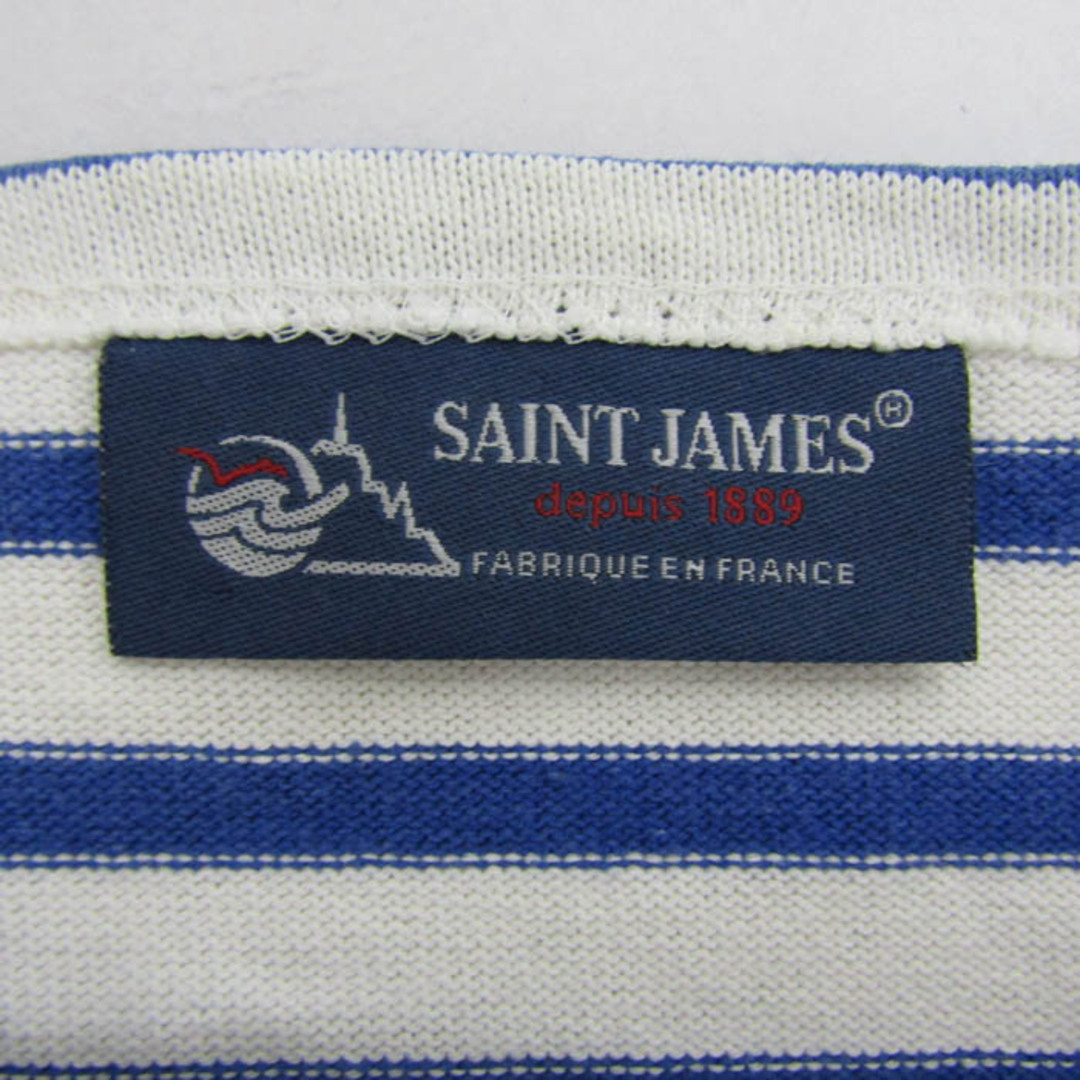 SAINT JAMES®
depuis 1889
FABRIQUE EN FRANCE